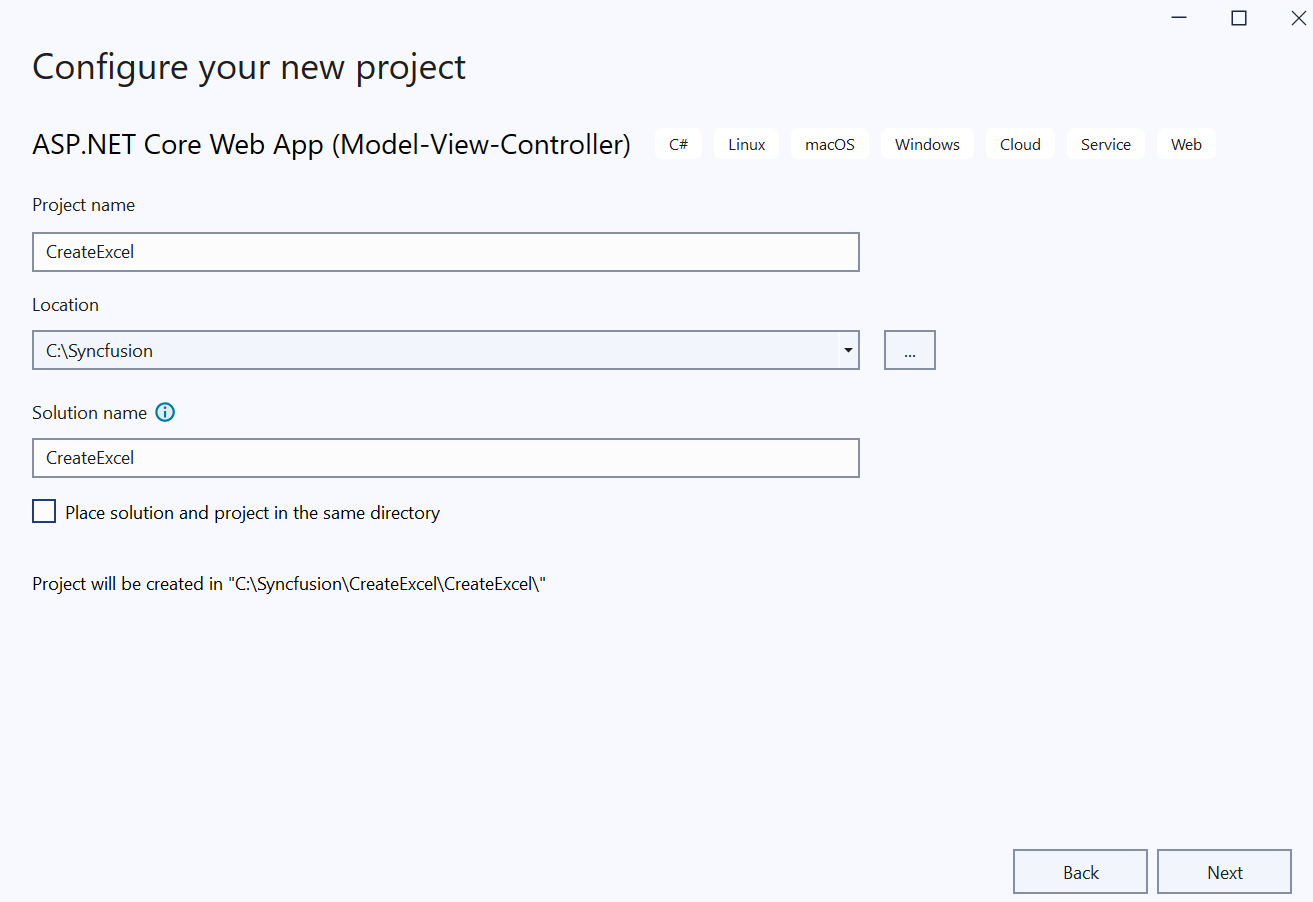 Configure your new project
ASP.NET Core Web App (Model-View-Controller) C# Linux macOS Windows Cloud Service Web
Project name
CreateExcel
Location
C:\Syncfusion
...
Solution name
CreateExcel
Place solution and project in the same directory
Project will be created in "C:\Syncfusion\CreateExcel\CreateExcel\"
Back Next